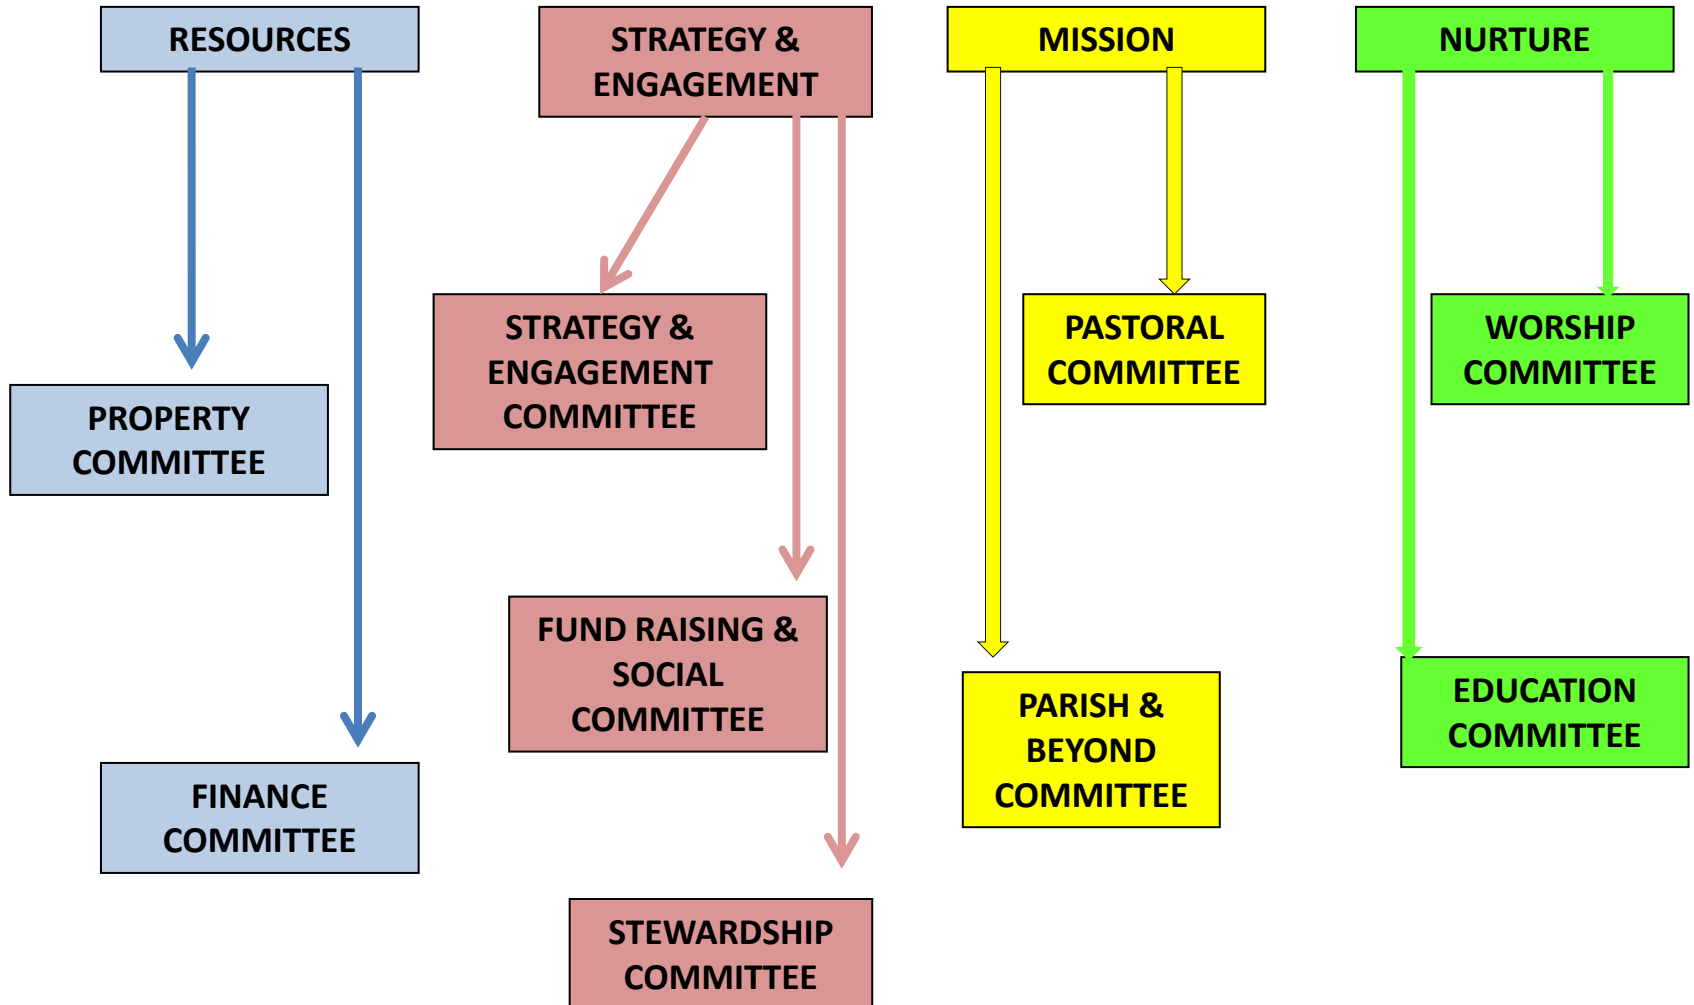 RESOURCES
STRATEGY &
ENGAGEMENT
MISSION
NURTURE
STRATEGY &
ENGAGEMENT
COMMITTEE
PASTORAL
COMMITTEE
WORSHIP
COMMITTEE
PROPERTY
COMMITTEE
FUND RAISING &
SOCIAL
COMMITTEE
PARISH &
BEYOND
COMMITTEE
EDUCATION
COMMITTEE
FINANCE
COMMITTEE
STEWARDSHIP
COMMITTEE